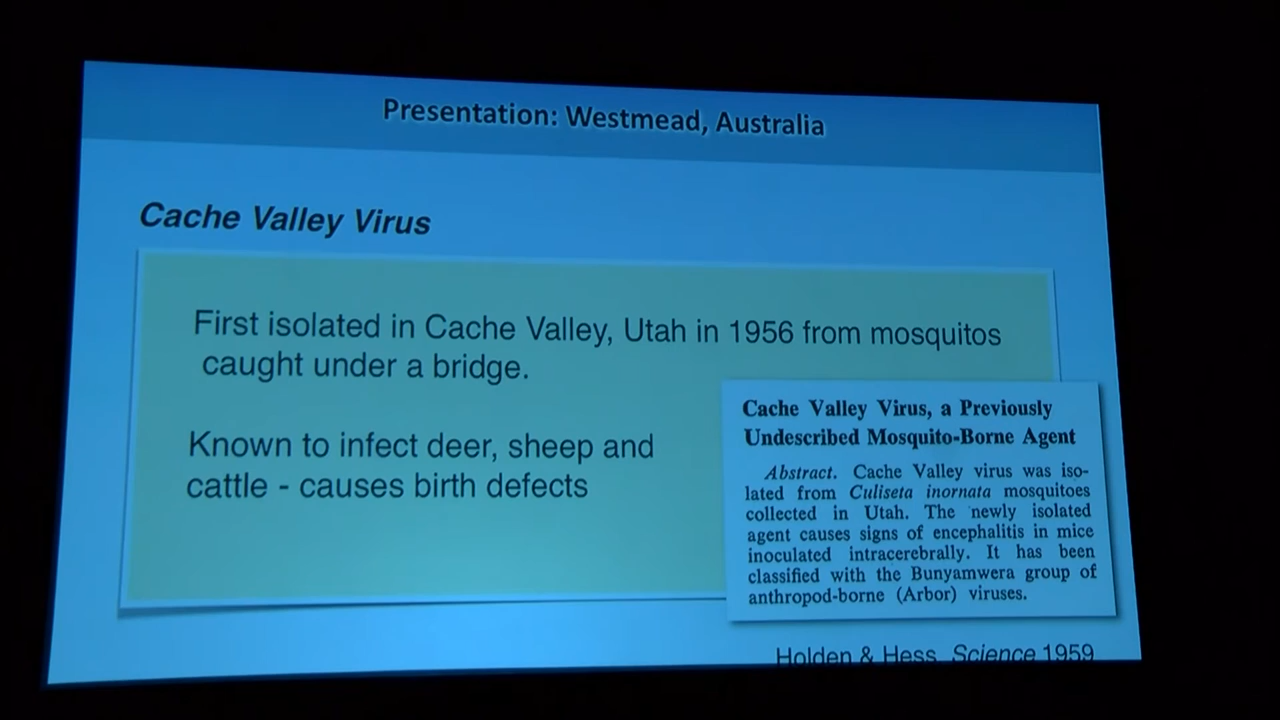 Presentation: Westmead, Australia
Cache Valley Virus
First isolated in Cache Valley, Utah in 1956 from mosquitos
caught under a bridge.
Known to infect deer, sheep and
cattle - causes birth defects
Cache Valley Virus, a Previously
Undescribed Mosquito-Borne Agent
Abstract. Cache Valley virus was iso-
lated from Culiseta inornata mosquitoes
collected in Utah. The newly isolated
agent causes signs of encephalitis in mice
inoculated intracerebrally. It has been
classified with the Bunyamwera group of
anthropod-borne (Arbor) viruses.
Holden & Hess Science 1959